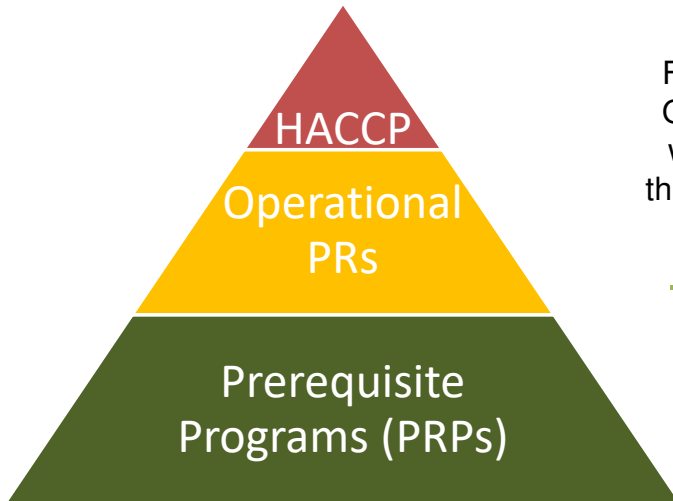 HACCP
Operational
PRs
Prerequisite
Programs (PRPs)